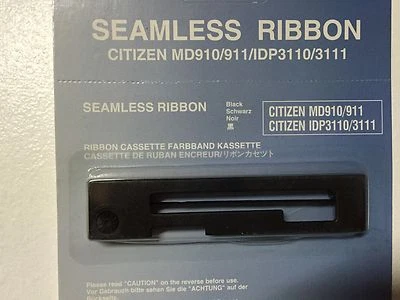 SEAMLESS RIBBON
CITIZEN MD910/911/IDP3110/3111
SEAMLESS RIBBON
Black
Schwarz
Noir
黒
CITIZEN MD910/911
CITIZEN IDP3110/3111
RIBBON CASSETTE FARBBAND KASSETTE
CASSETTE DE RUBAN ENCREUR/リボンカセット
Please read "CAUTION" on the reverse before use.
Vor Gebrauch bitte sehen Sie die "ACHTUNG" auf der
Rückseite.